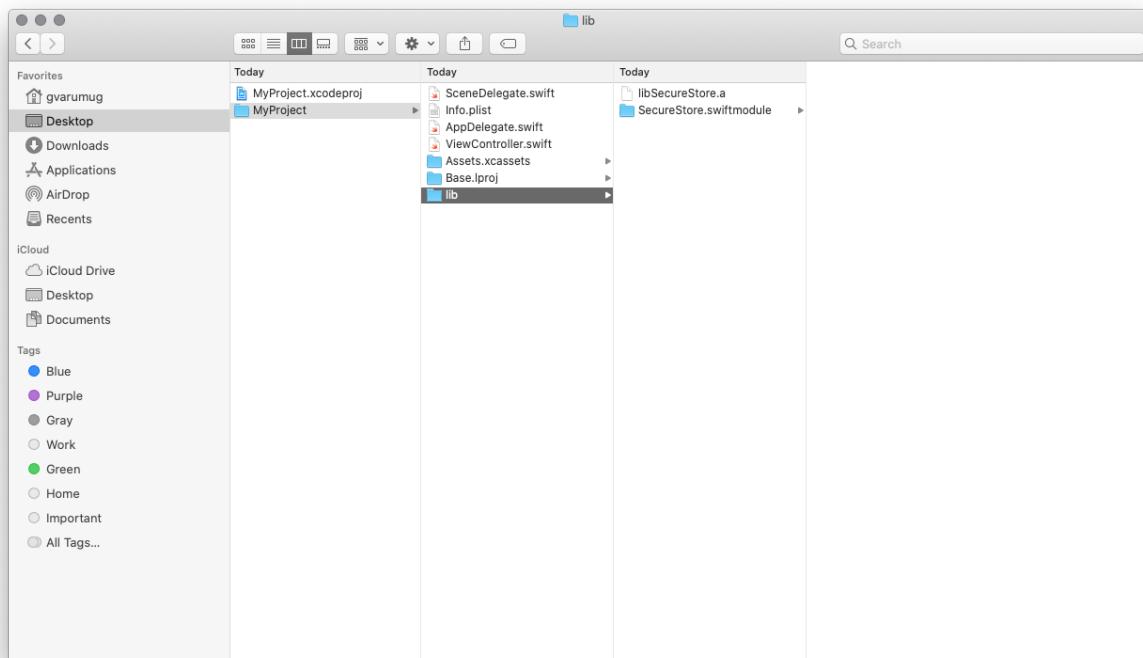 lib
Search
Favorites
gvarumug
Desktop
Downloads
Applications
AirDrop
Recents
iCloud
iCloud Drive
Desktop
Documents
Tags
Blue
Purple
Gray
Work
Green
Home
Important
All Tags...
Today
MyProject.xcodeproj
MyProject
Today
SceneDelegate.swift
Info.plist
AppDelegate.swift
ViewController.swift
Assets.xcassets
Base.lproj
lib
Today
libSecureStore.a
SecureStore.swiftmodule